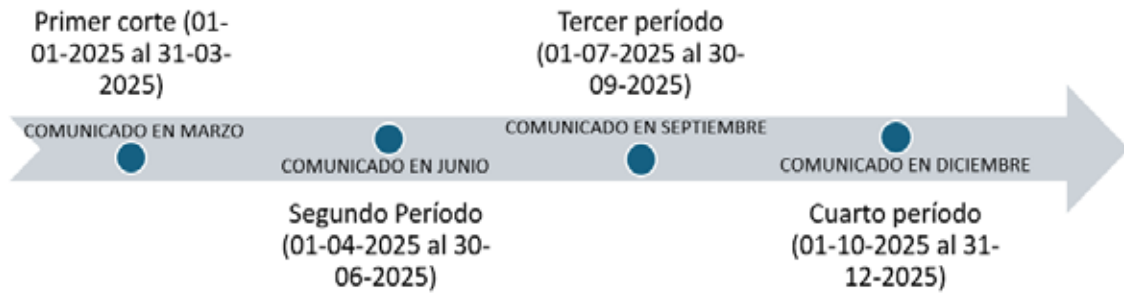 Primer corte (01-
01-2025 al 31-03-
2025)
COMUNICADO EN MARZO
COMUNICADO EN JUNIO
Segundo Período
(01-04-2025 al 30-
06-2025)
Tercer período
(01-07-2025 al 30-
09-2025)
COMUNICADO EN SEPTIEMBRE
COMUNICADO EN DICIEMBRE
Cuarto período
(01-10-2025 al 31-
12-2025)